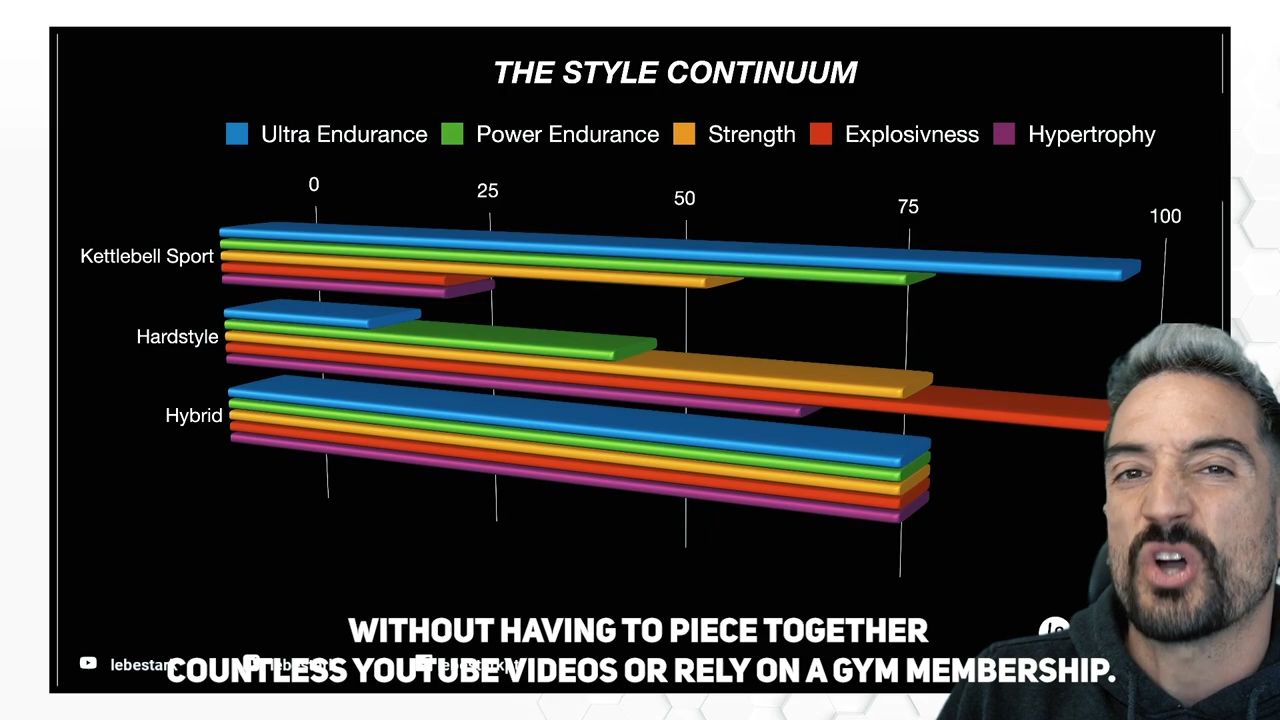 THE STYLE CONTINUUM
Ultra Endurance Power Endurance Strength Explosivness Hypertrophy
0 25 50 75 100
Kettlebell Sport
Hardstyle
Hybrid
WITHOUT HAVING TO PIECE TOGETHER
COUNTLESS YOUTUBE VIDEOS OR RELY ON A GYM MEMBERSHIP.